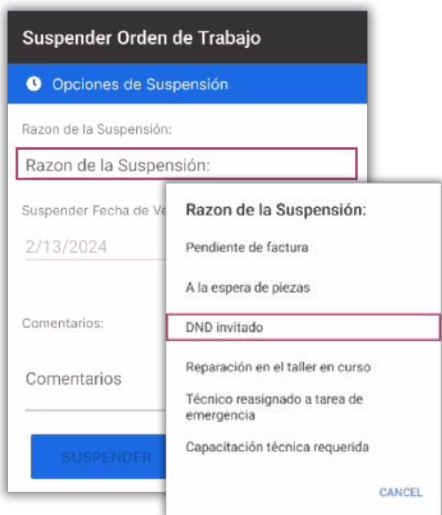 Suspender Orden de Trabajo
Opciones de Suspensión
Razon de la Suspensión:
Razon de la Suspensión:
Suspender Fecha de Ve
2/13/2024
Comentarios:
Comentarios
SUSPENDER
Razon de la Suspensión:
Pendiente de factura
A la espera de piezas
DND invitado
Reparación en el taller en curso
Técnico reasignado a tarea de
emergencia
Capacitación técnica requerida
CANCEL